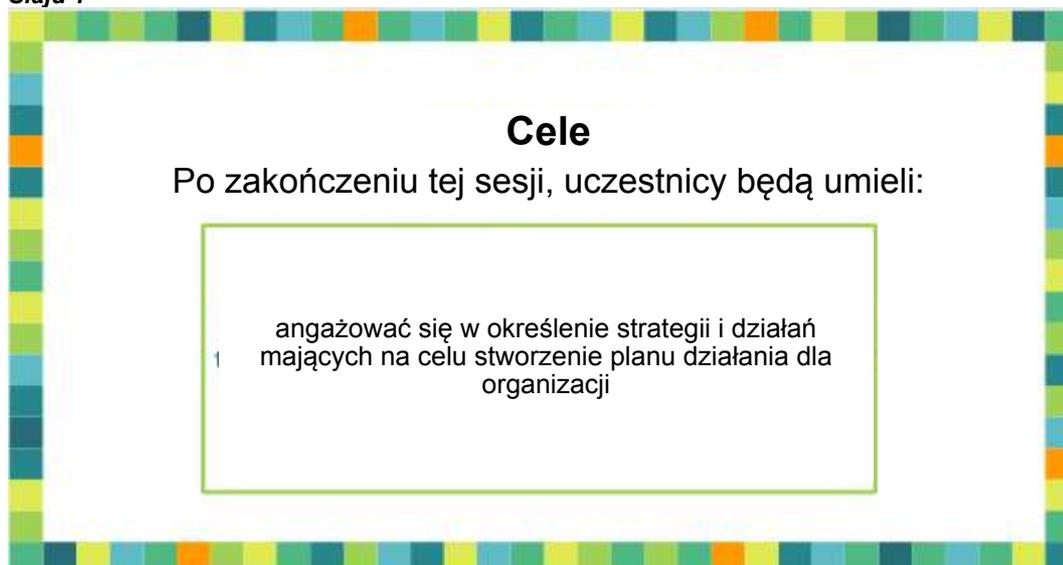 Cele
Po zakończeniu tej sesji, uczestnicy będą umieli:
angażować się w określenie strategii i działań
mających na celu stworzenie planu działania dla
organizacji